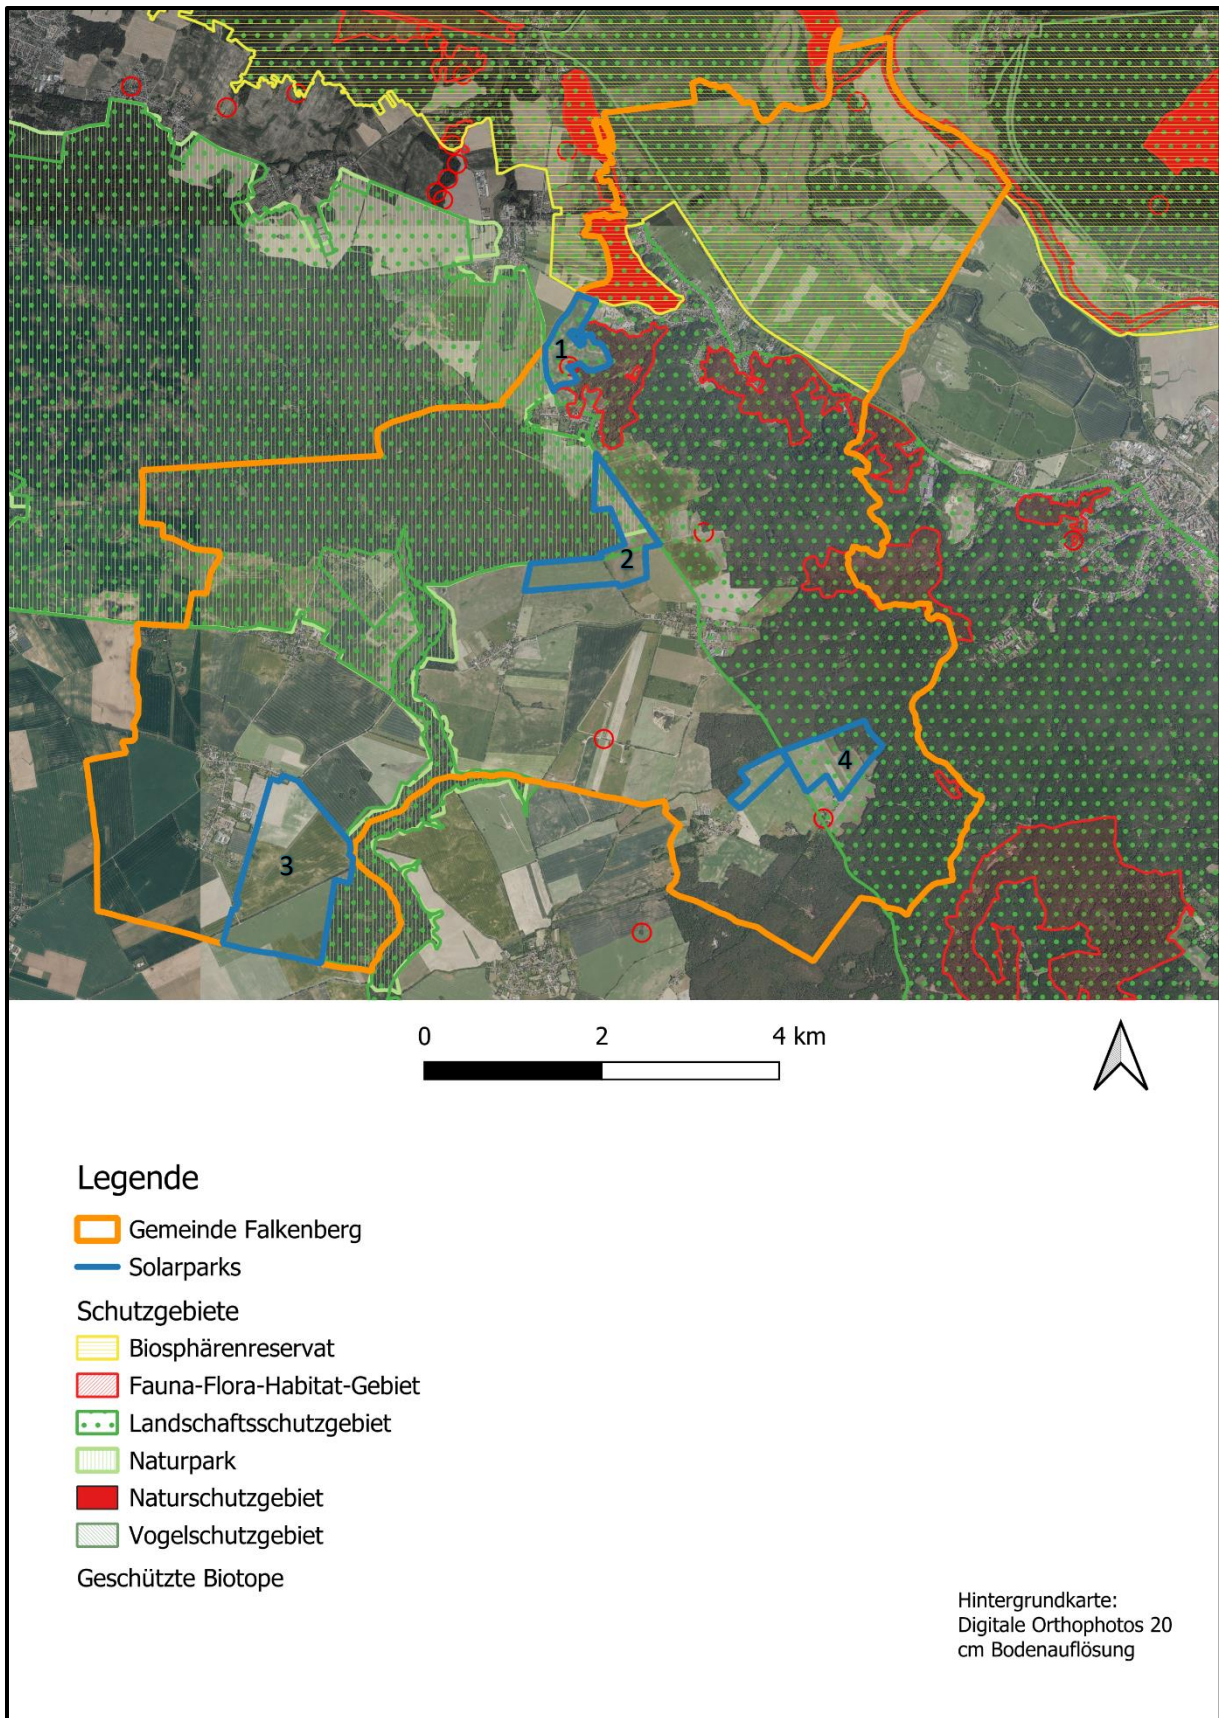 1
2
3
4
0 2 4 km
Legende
Gemeinde Falkenberg
Solarparks
Schutzgebiete
Biosphärenreservat
Fauna-Flora-Habitat-Gebiet
Landschaftsschutzgebiet
Naturpark
Naturschutzgebiet
Vogelschutzgebiet
Geschützte Biotope
Hintergrundkarte:
Digitale Orthophotos 20
cm Bodenauflösung